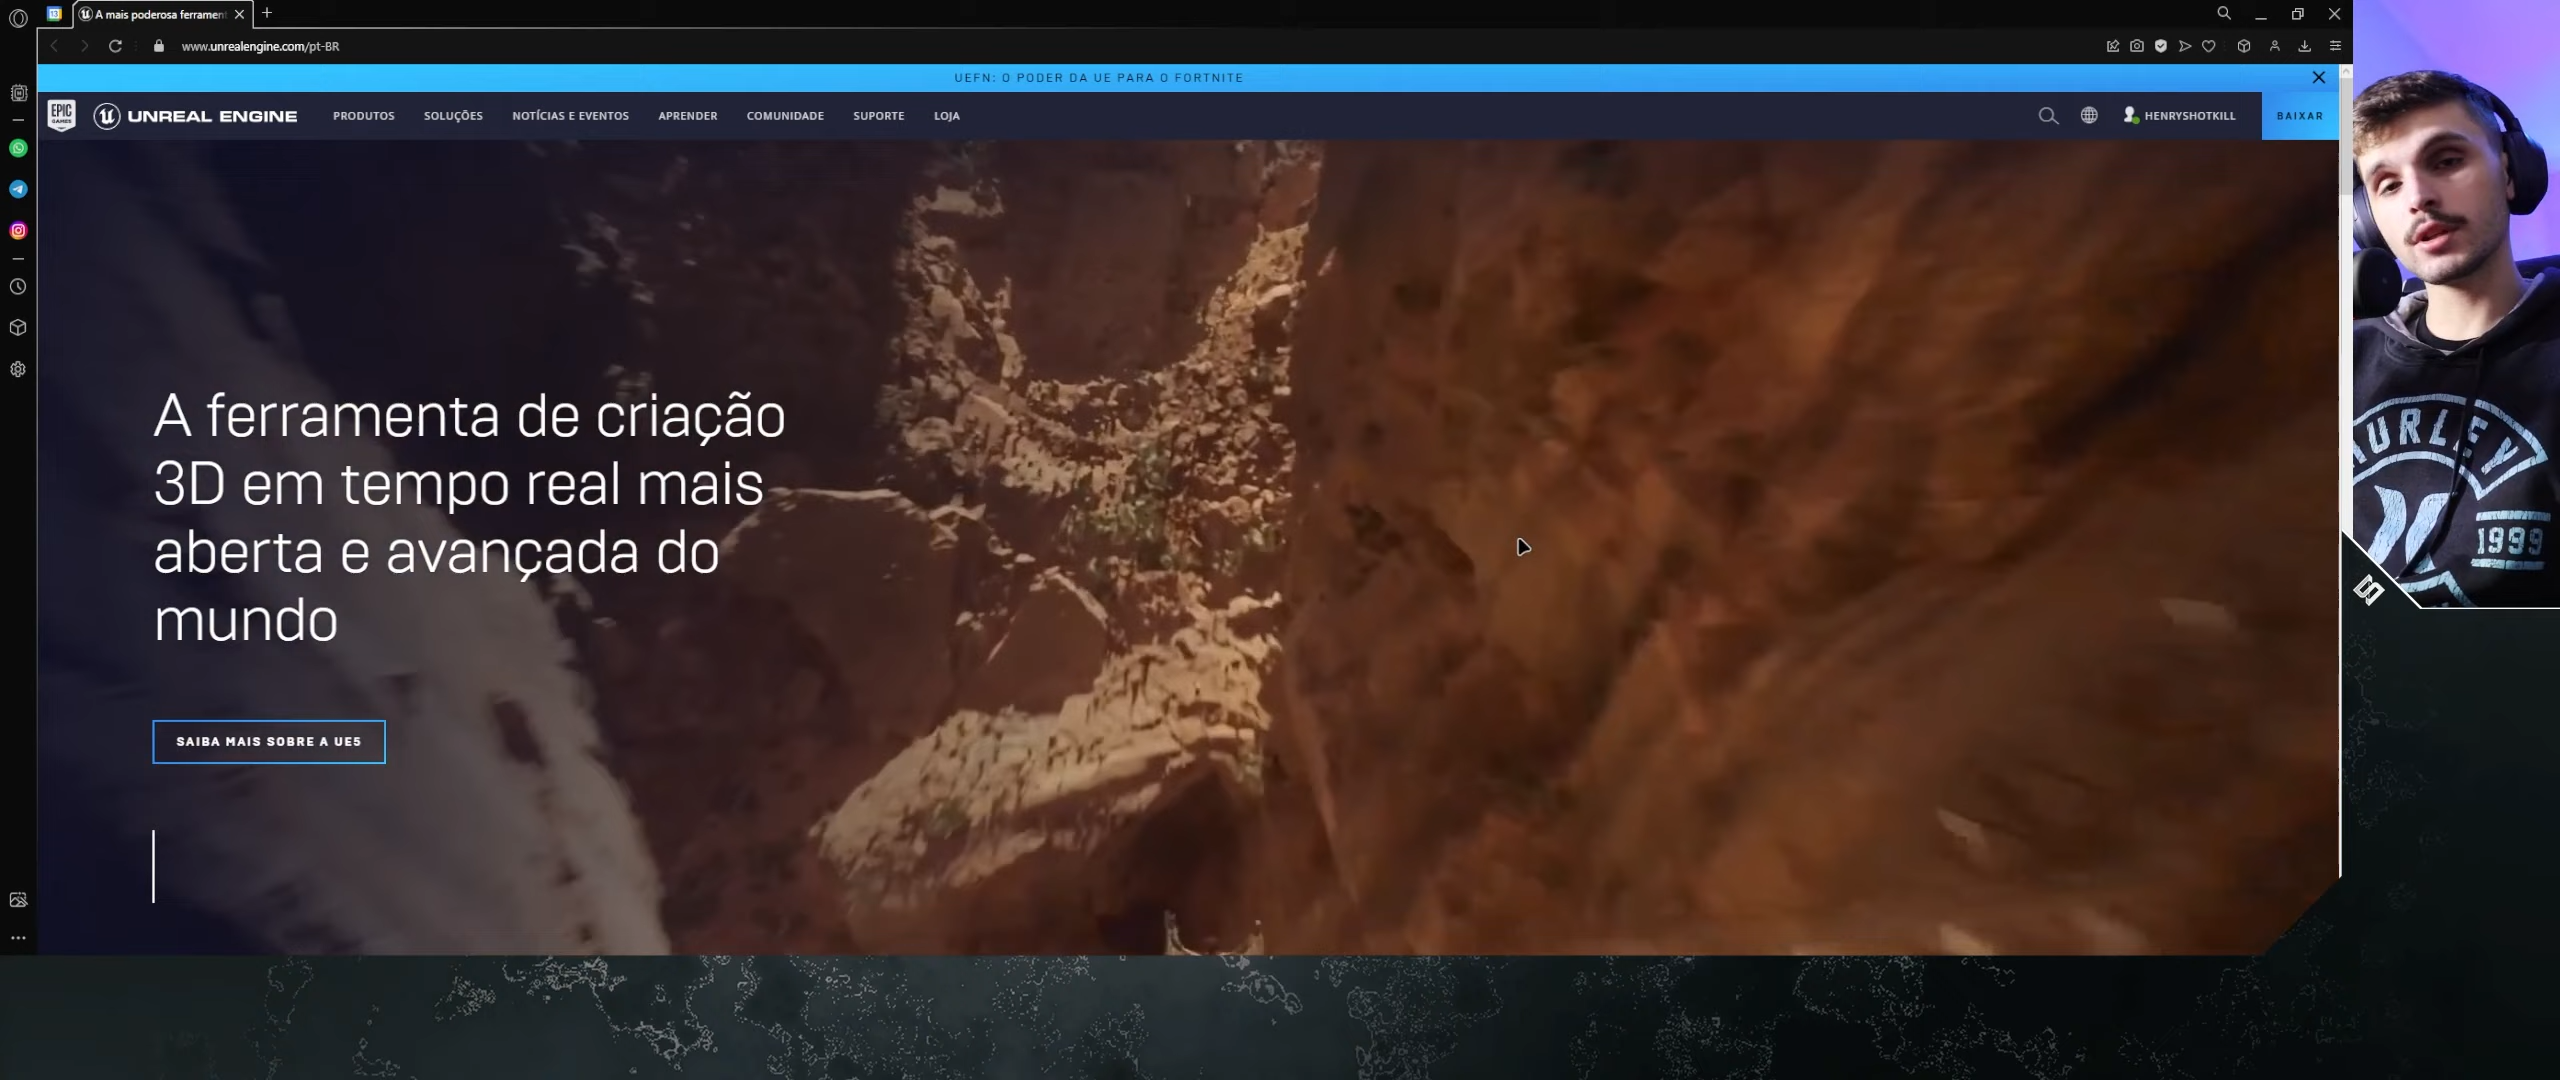 A mais poderosa ferrament
www.unrealengine.com/pt-BR
UEFN: O PODER DA UE PARA O FORTNITE
EPIC GAMES
UNREAL ENGINE
PRODUTOS
SOLUÇÕES
NOTÍCIAS E EVENTOS
APRENDER
COMUNIDADE
SUPORTE
LOJA
HENRYSHOTKILL
BAIXAR
A ferramenta de criação
3D em tempo real mais
aberta e avançada do
mundo
SAIBA MAIS SOBRE A UE5
HURLEY
1999